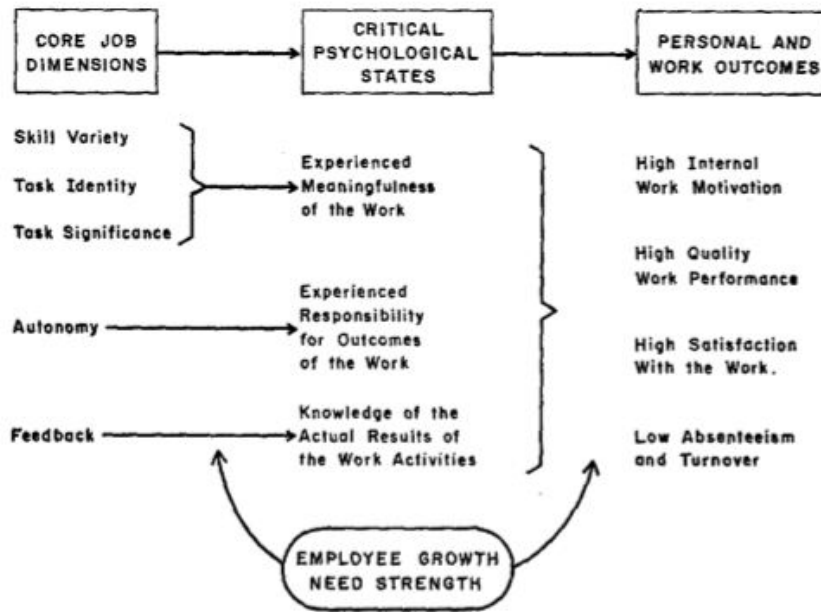 CORE JOB
DIMENSIONS
CRITICAL
PSYCHOLOGICAL
STATES
PERSONAL AND
WORK OUTCOMES
Skill Variety
Task Identity
Task Significance
Experienced
Meaningfulness
of the Work
High Internal
Work Motivation
High Quality
Work Performance
Autonomy
Experienced
Responsibility
for Outcomes
of the Work
High Satisfaction
With the Work.
Feedback
Knowledge of the
Actual Results of
the Work Activities
Low Absenteeism
and Turnover
EMPLOYEE GROWTH
NEED STRENGTH